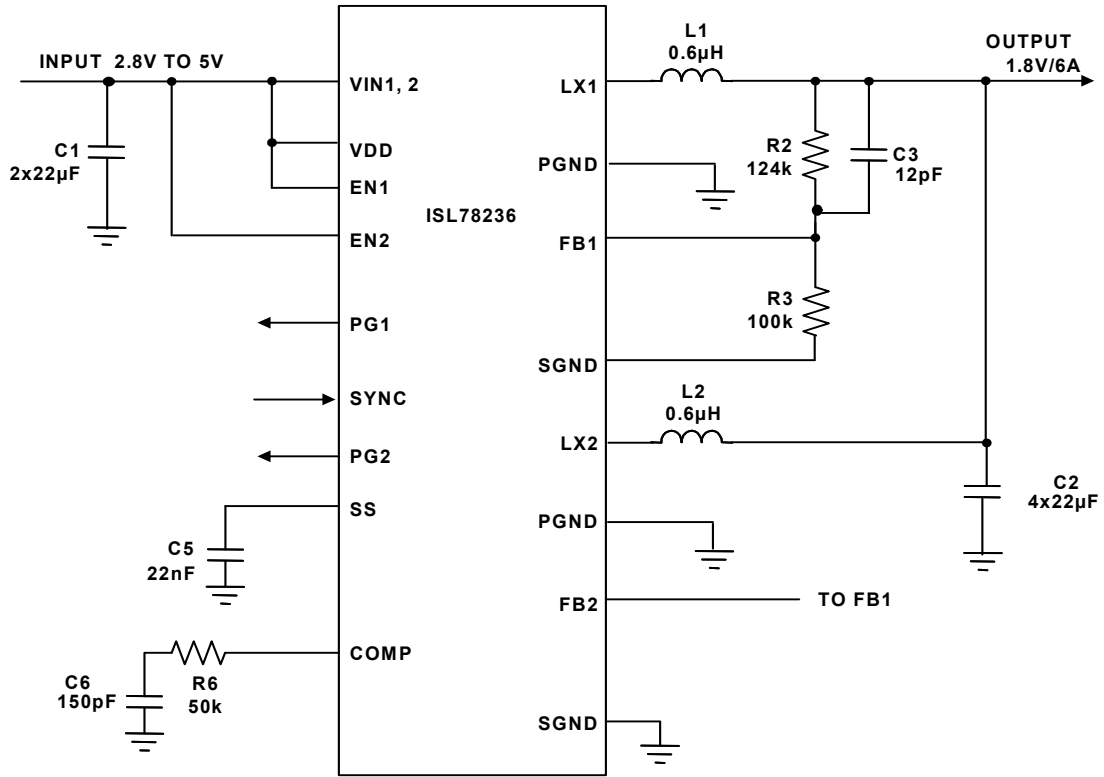 INPUT 2.8V TO 5V
C1
2x22µF
VIN1, 2
VDD
EN1
EN2
PG1
SYNC
PG2
SS
C5
22nF
COMP
C6
150pF
R6
50k
ISL78236
LX1
PGND
FB1
SGND
LX2
PGND
FB2
SGND
L1
0.6µH
OUTPUT
1.8V/6A
R2
124k
C3
12pF
R3
100k
L2
0.6µH
C2
4x22µF
TO FB1